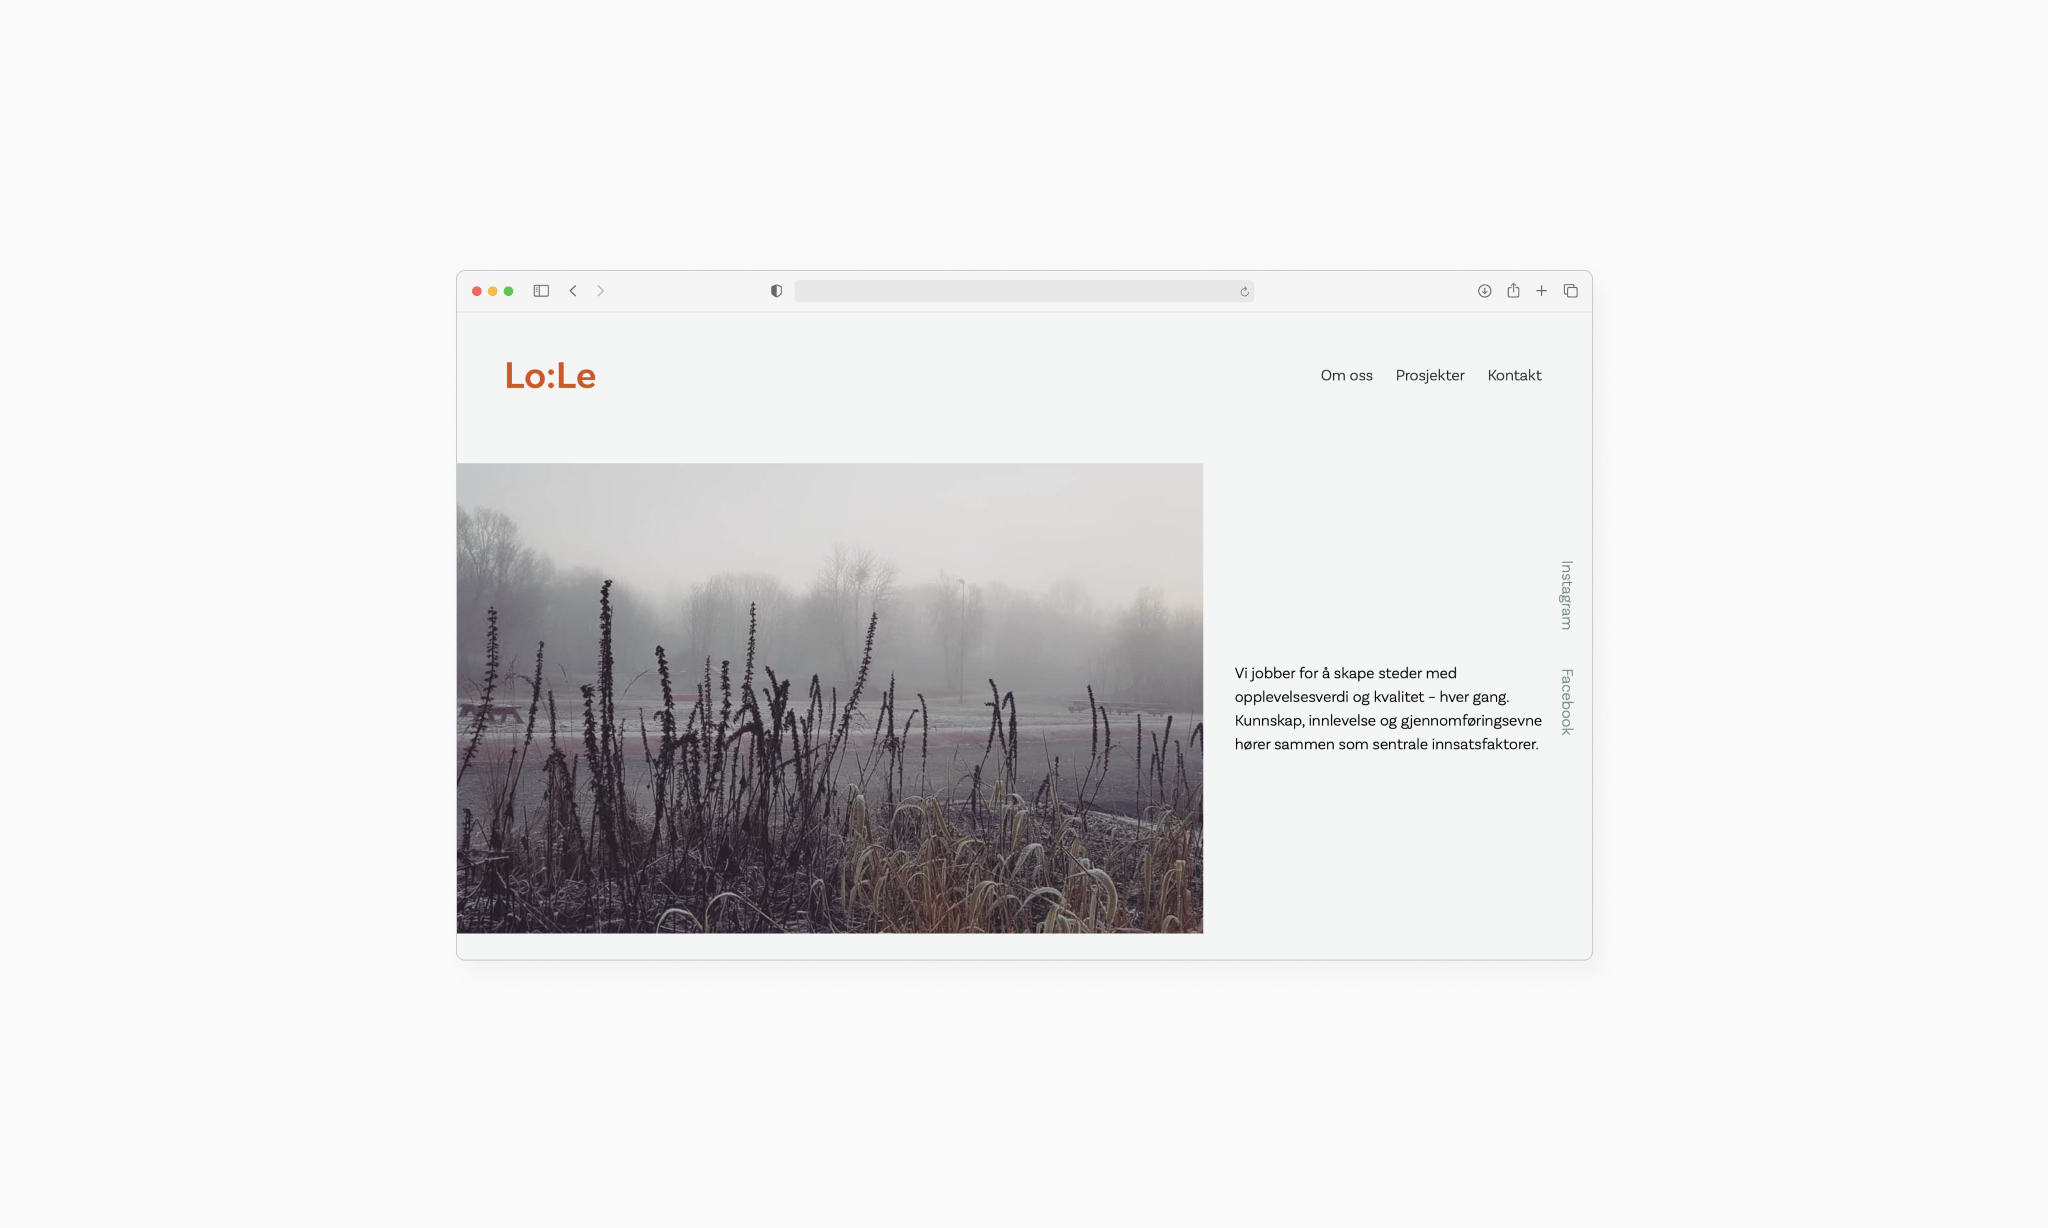 Lo:Le
Om oss
Prosjekter
Kontakt
Vi jobber for å skape steder med
opplevelsesverdi og kvalitet – hver gang.
Kunnskap, innlevelse og gjennomføringsevne
hører sammen som sentrale innsatsfaktorer.
Instagram
Facebook